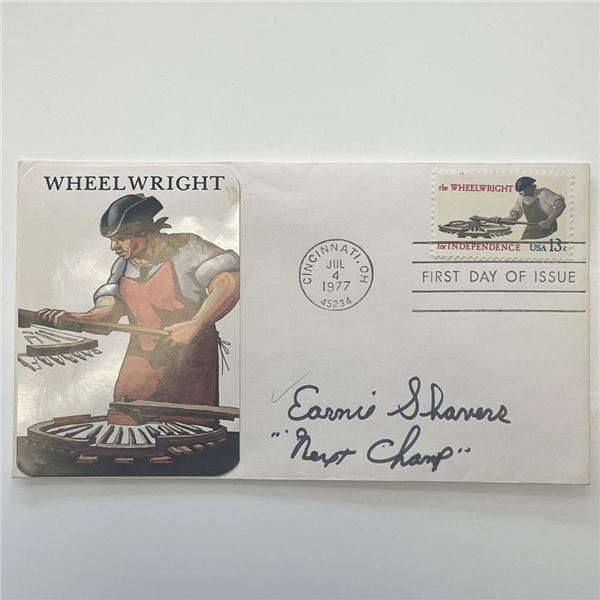 WHEELWRIGHT
the WHEELWRIGHT
for INDEPENDENCE
USA 13c
CINCINNATI, OH
JUL
4
1977
45234
FIRST DAY OF ISSUE
Earnie Shavers
"Next Champ"